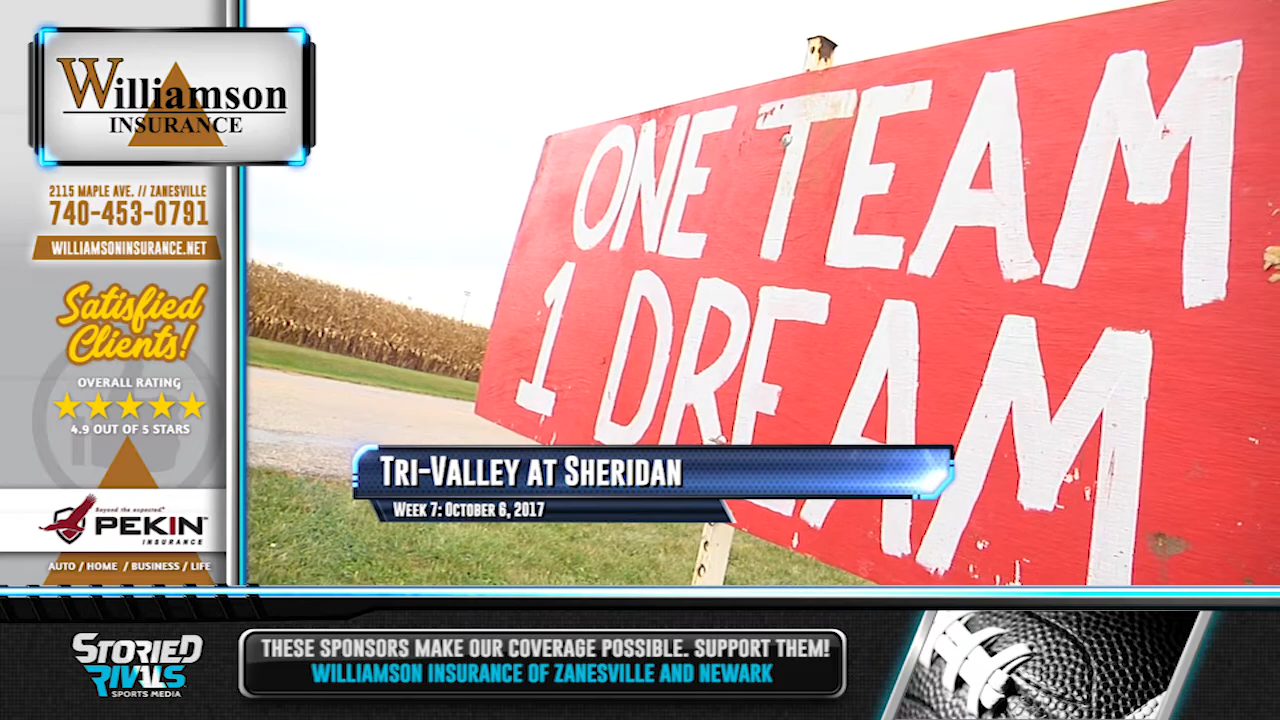 Williamson
INSURANCE
2115 MAPLE AVE. // ZANESVILLE
740-453-0791
WILLIAMSONINSURANCE.NET
Satisfied
Clients!
OVERALL RATING
4.9 OUT OF 5 STARS
Beyond the expected.®
PEKIN
INSURANCE
AUTO / HOME / BUSINESS / LIFE
ONE TEAM
1 DREAM
TRI-VALLEY AT SHERIDAN
WEEK 7: OCTOBER 6, 2017
STORIED
RIVALS
SPORTS MEDIA
THESE SPONSORS MAKE OUR COVERAGE POSSIBLE. SUPPORT THEM!
WILLIAMSON INSURANCE OF ZANESVILLE AND NEWARK